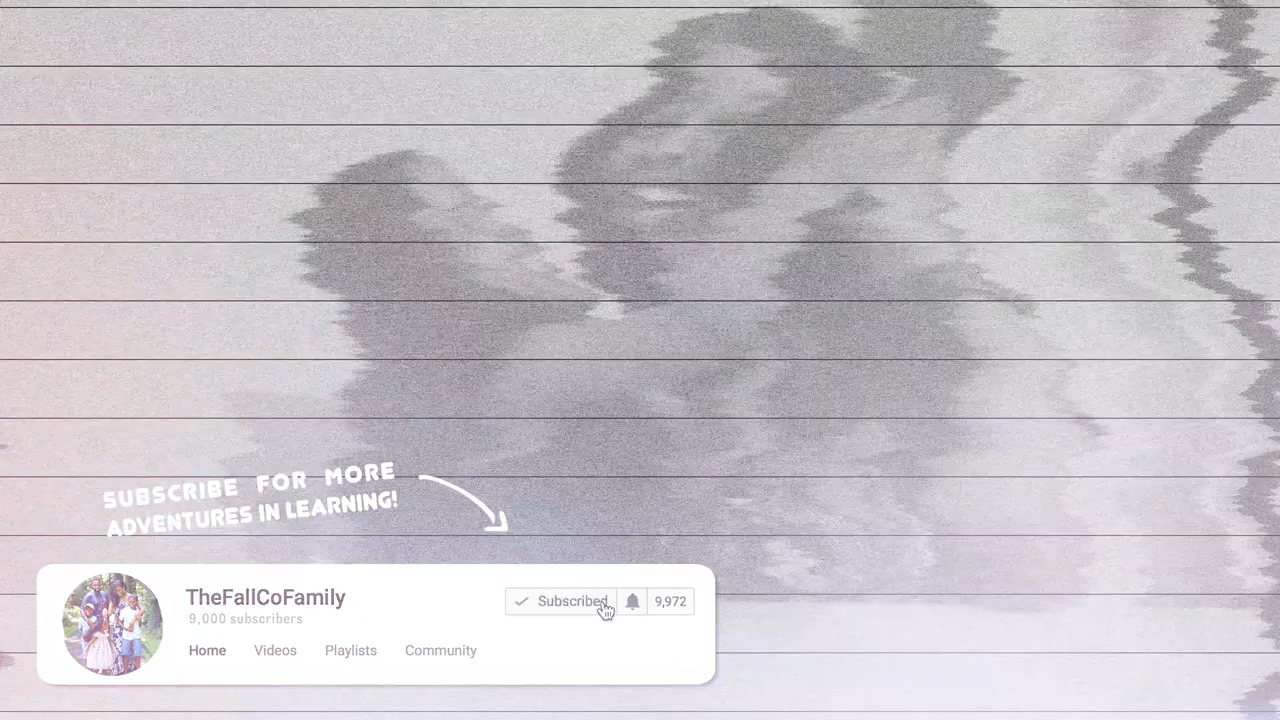 SUBSCRIBE FOR MORE
ADVENTURES IN LEARNING!
TheFallCoFamily
9,000 subscribers
Subscribed 9,972
Home Videos Playlists Community